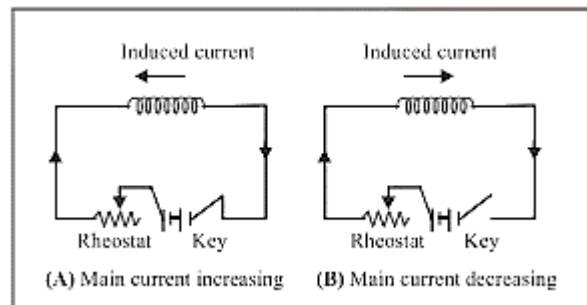 Induced current
Induced current
Rheostat
Key
Rheostat
Key
(A) Main current increasing
(B) Main current decreasing